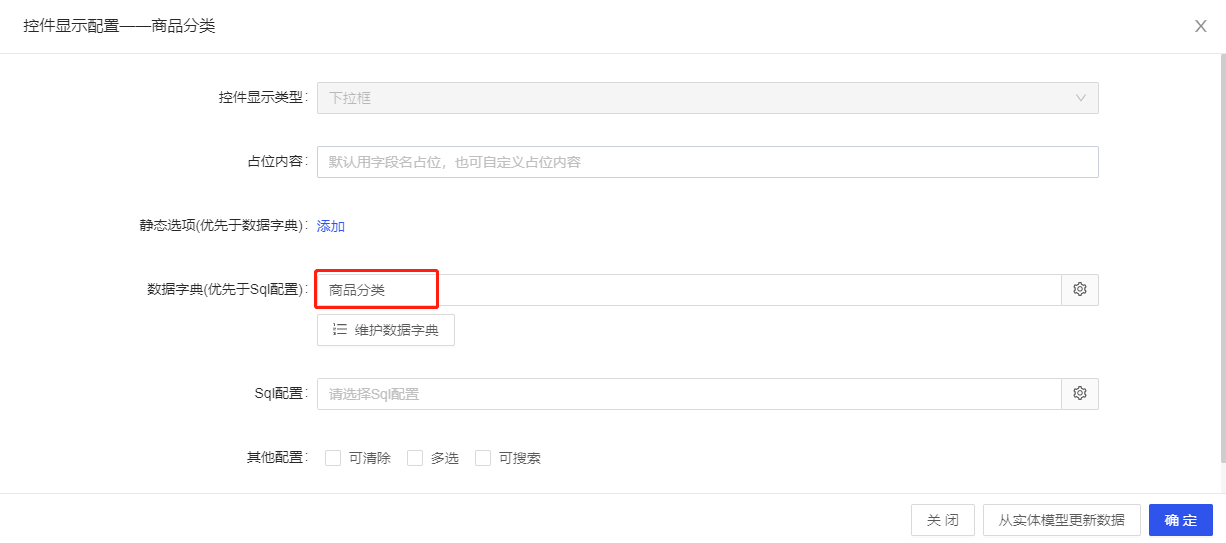 控件显示配置——商品分类
控件显示类型: 下拉框
占位内容: 默认用字段名占位，也可自定义占位内容
静态选项(优先于数据字典): 添加
数据字典(优先于Sql配置): 商品分类
维护数据字典
Sql配置: 请选择Sql配置
其他配置: 可清除 多选 可搜索
关 闭 从实体模型更新数据 确 定